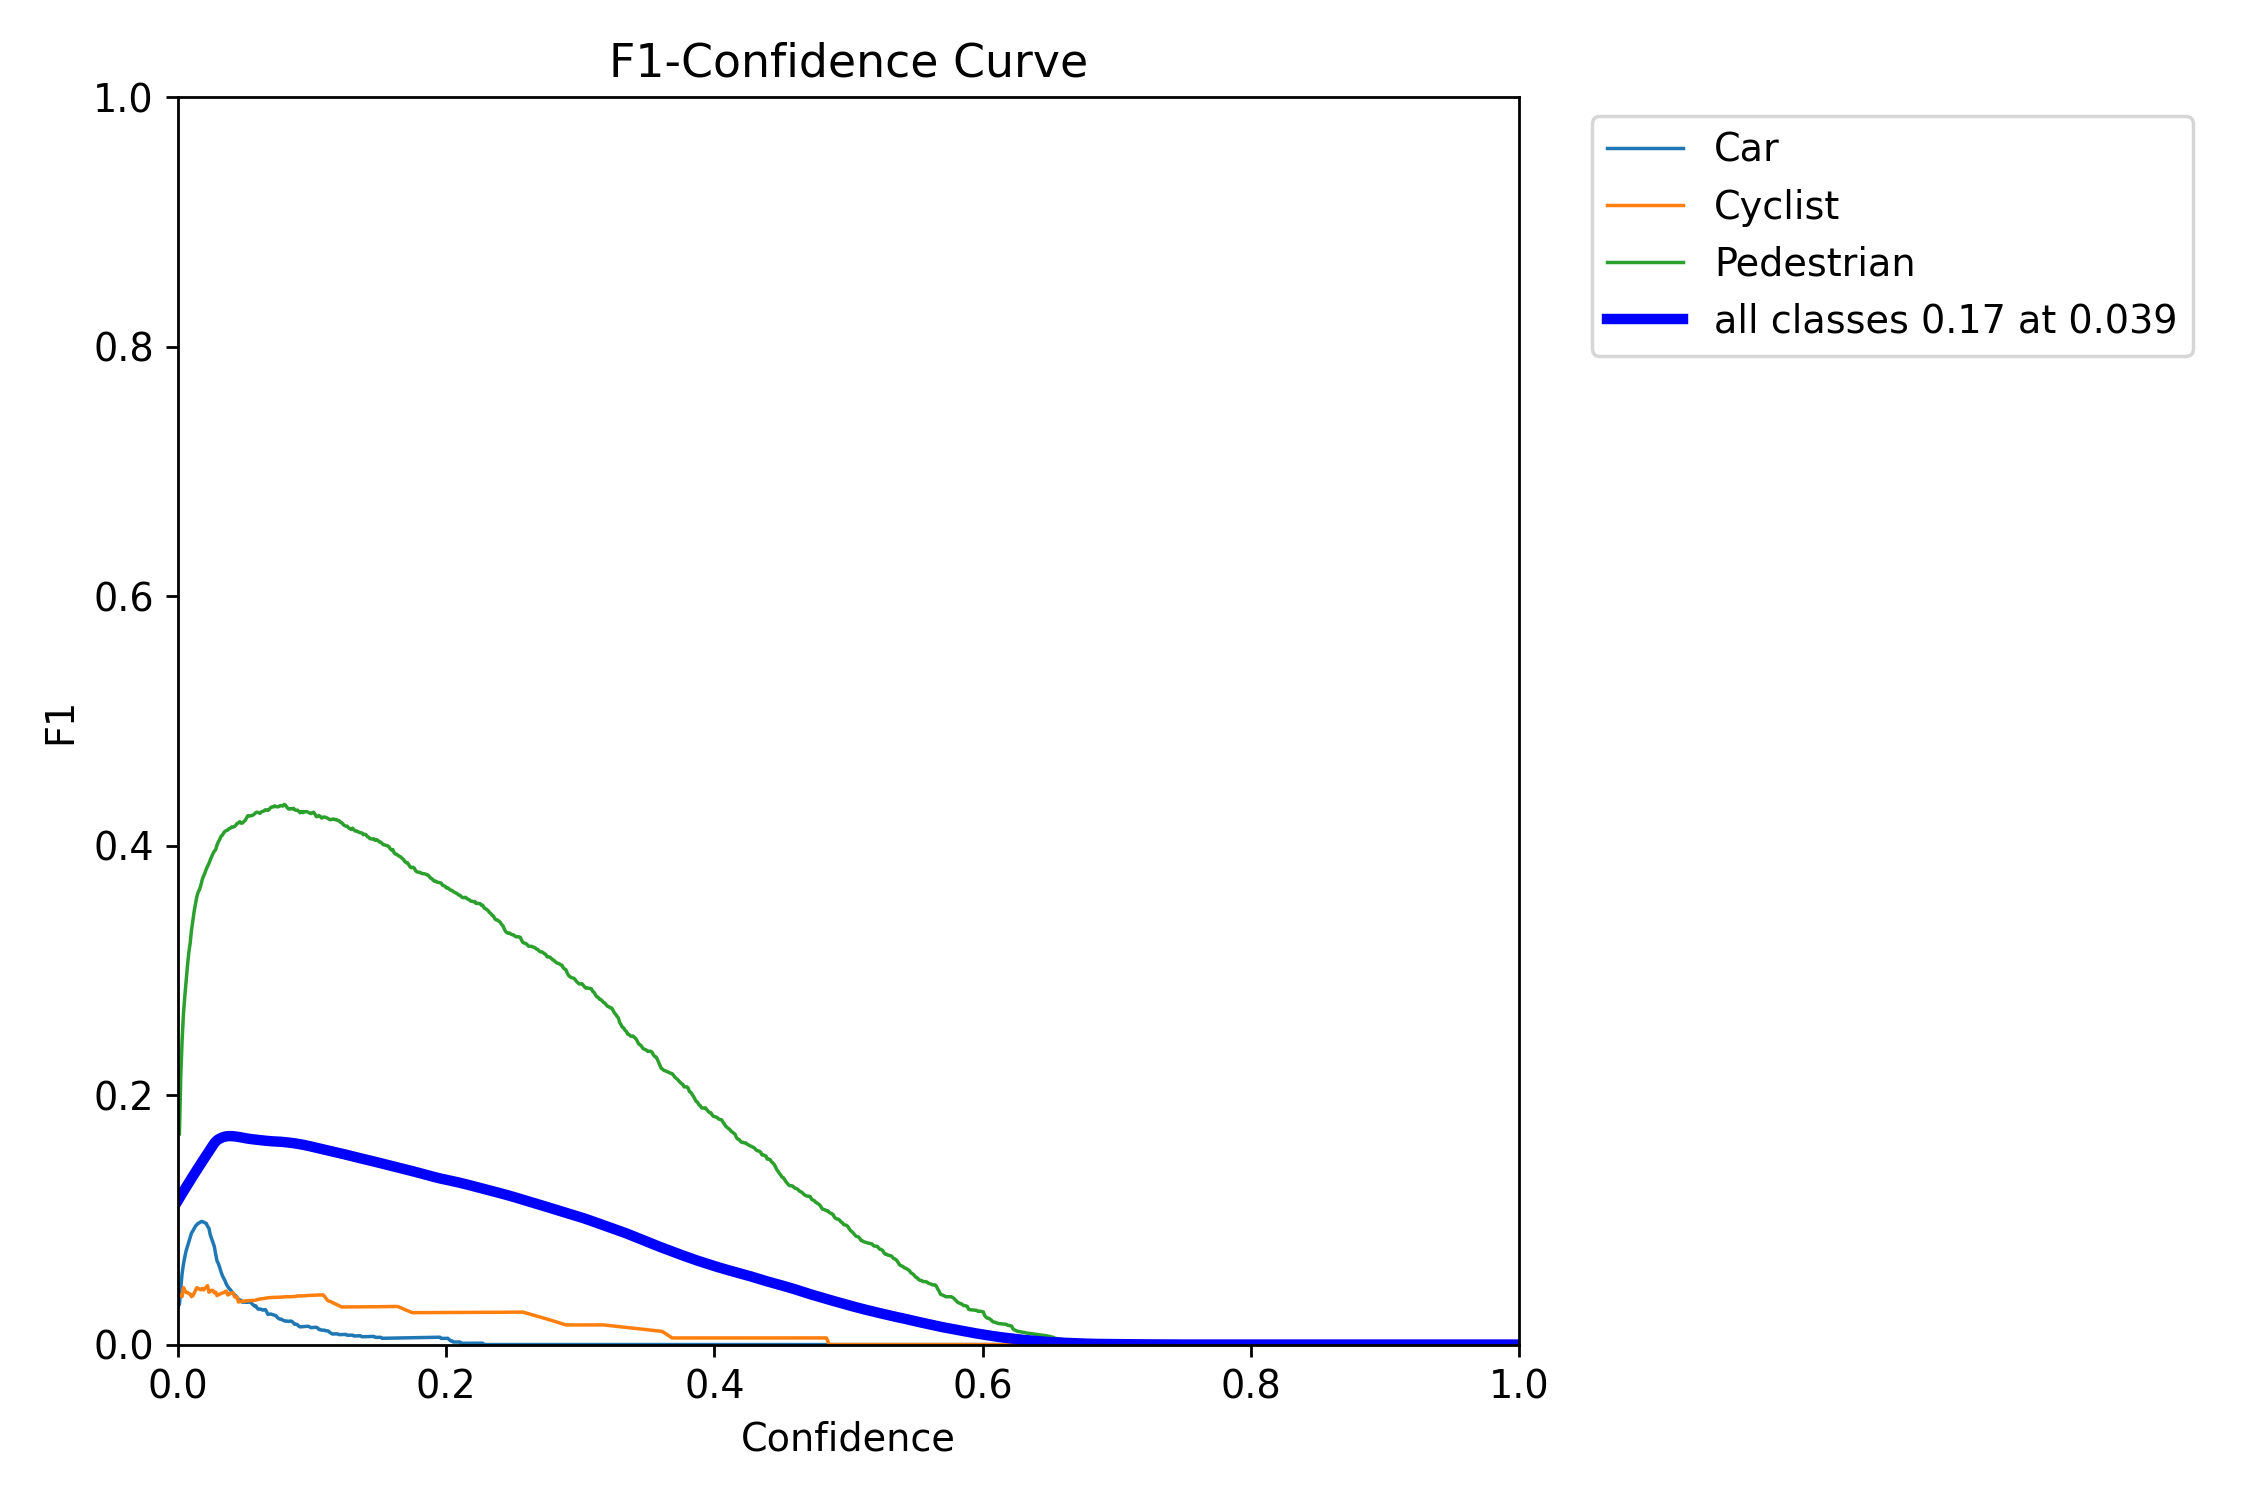 F1-Confidence Curve
1.0
0.8
0.6
0.4
0.2
0.0
F1
0.0 0.2 0.4 0.6 0.8 1.0
Confidence
Car
Cyclist
Pedestrian
all classes 0.17 at 0.039